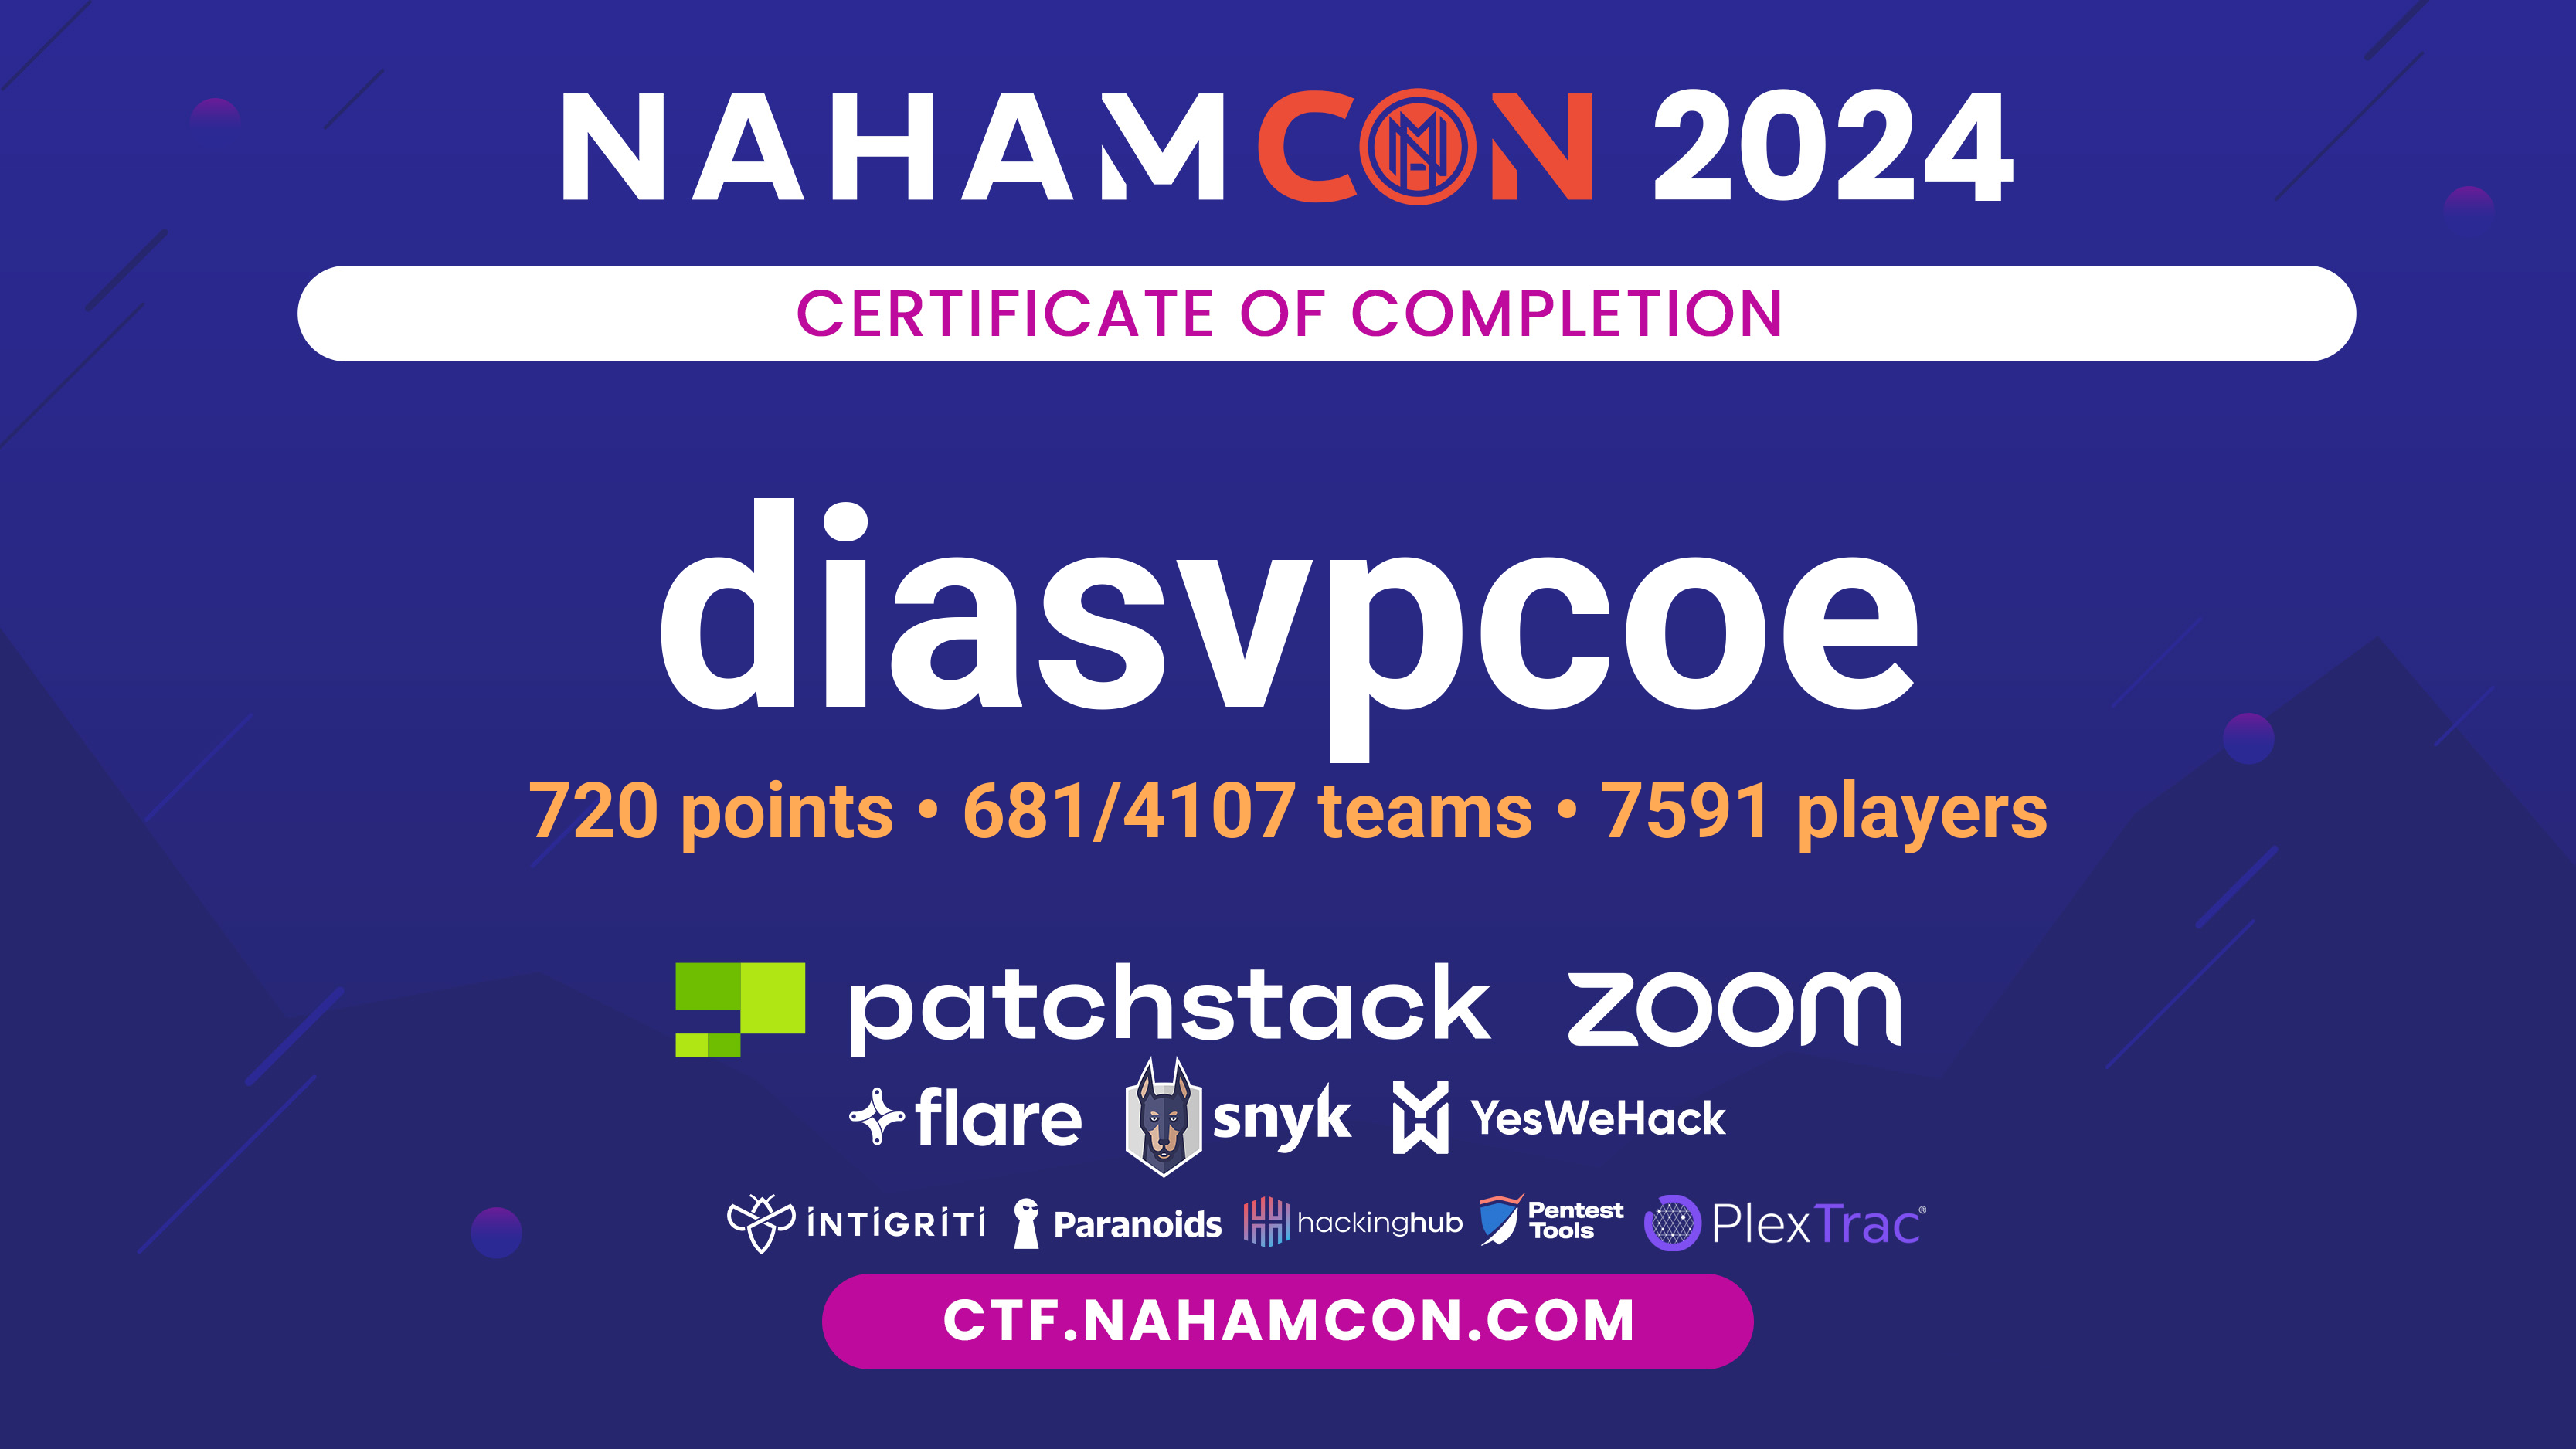 NAHAMCON 2024
CERTIFICATE OF COMPLETION
diasvpcoe
720 points • 681/4107 teams • 7591 players
patchstack zoom
flare snyk YesWeHack
INTIGRITI Paranoids hackinghub Pentest Tools PlexTrac®
CTF.NAHAMCON.COM